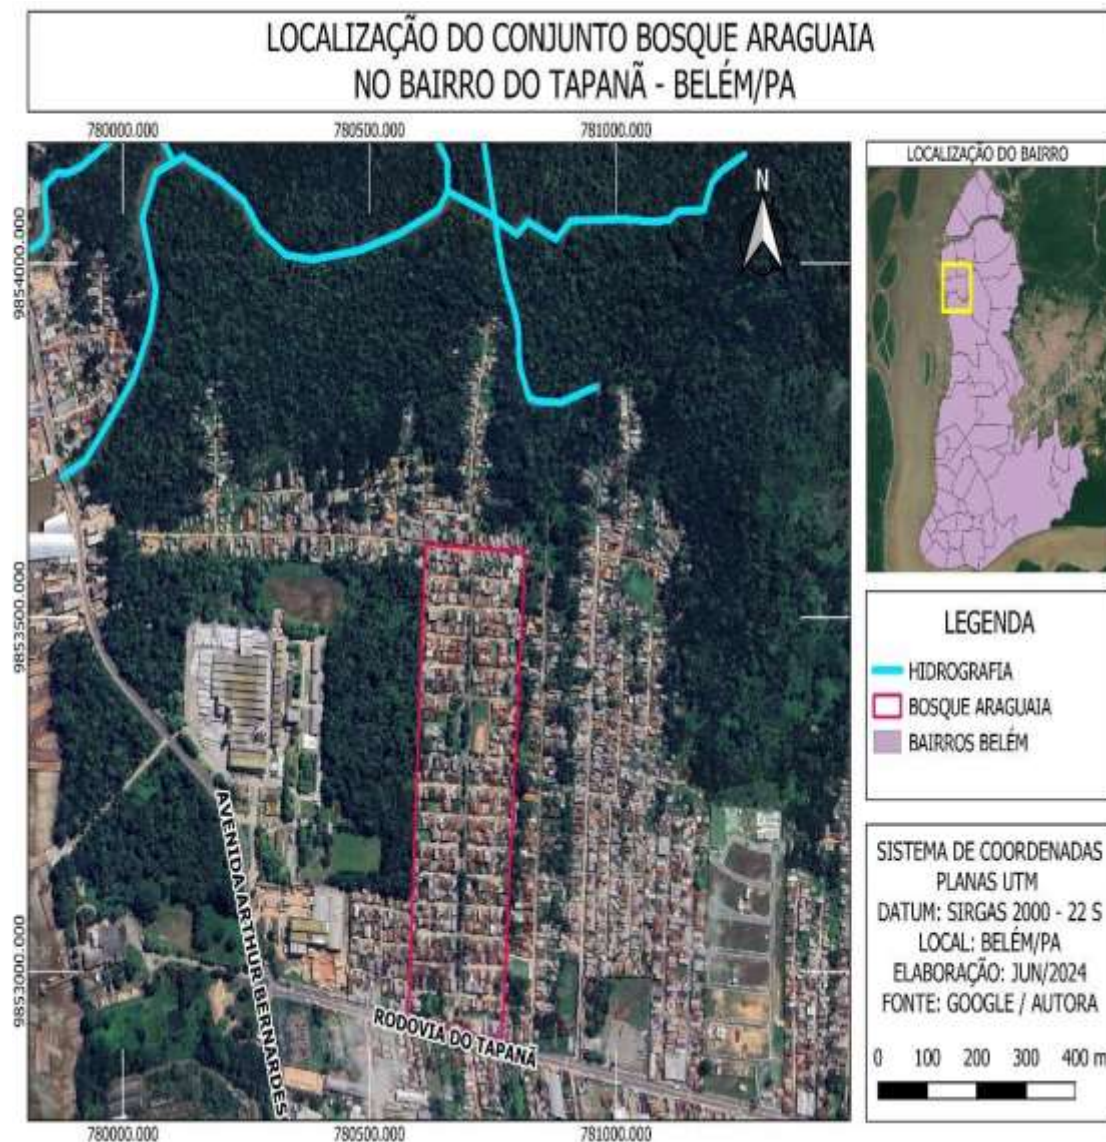 LOCALIZAÇÃO DO CONJUNTO BOSQUE ARAGUAIA
NO BAIRRO DO TAPANÃ - BELÉM/PA
780000.000
780500.000
781000.000
LOCALIZAÇÃO DO BAIRRO
N
9854000.000
9853500.000
9853000.000
AVENIDA ARTHUR BERNARDES
RODOVIA DO TAPANÃ
780000.000
780500.000
781000.000
LEGENDA
HIDROGRAFIA
BOSQUE ARAGUAIA
BAIRROS BELÉM
SISTEMA DE COORDENADAS
PLANAS UTM
DATUM: SIRGAS 2000 - 22 S
LOCAL: BELÉM/PA
ELABORAÇÃO: JUN/2024
FONTE: GOOGLE / AUTORA
0 100 200 300 400 m